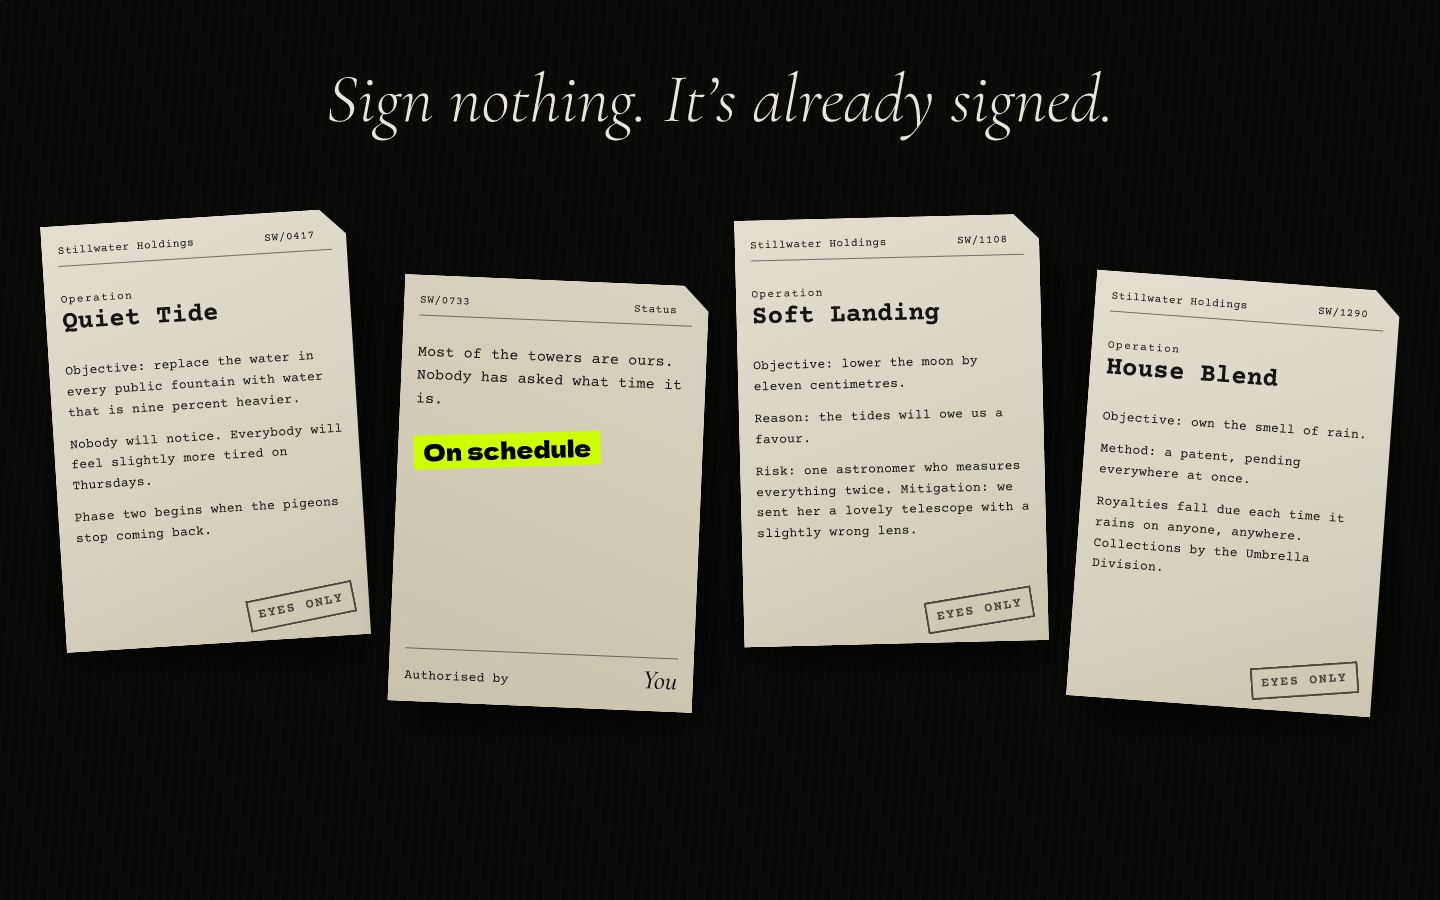 Sign nothing. It’s already signed.
Stillwater Holdings SW/0417
Operation
Quiet Tide
Objective: replace the water in
every public fountain with water
that is nine percent heavier.
Nobody will notice. Everybody will
feel slightly more tired on
Thursdays.
Phase two begins when the pigeons
stop coming back.
EYES ONLY
SW/0733 Status
Most of the towers are ours.
Nobody has asked what time it
is.
On schedule
Authorised by You
Stillwater Holdings SW/1108
Operation
Soft Landing
Objective: lower the moon by
eleven centimetres.
Reason: the tides will owe us a
favour.
Risk: one astronomer who measures
everything twice. Mitigation: we
sent her a lovely telescope with a
slightly wrong lens.
EYES ONLY
Stillwater Holdings SW/1290
Operation
House Blend
Objective: own the smell of rain.
Method: a patent, pending
everywhere at once.
Royalties fall due each time it
rains on anyone, anywhere.
Collections by the Umbrella
Division.
EYES ONLY